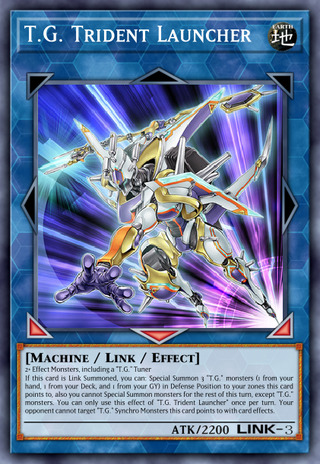 T.G. Trident Launcher
EARTH
地
[Machine / Link / Effect]
2+ Effect Monsters, including a "T.G." Tuner
If this card is Link Summoned, you can: Special Summon 3 "T.G." monsters (1 from your
hand, 1 from your Deck, and 1 from your GY) in Defense Position to your zones this card
points to, also you cannot Special Summon monsters for the rest of this turn, except "T.G."
monsters. You can only use this effect of "T.G. Trident Launcher" once per turn. Your
opponent cannot target "T.G." Synchro Monsters this card points to with card effects.
ATK/2200 LINK-3